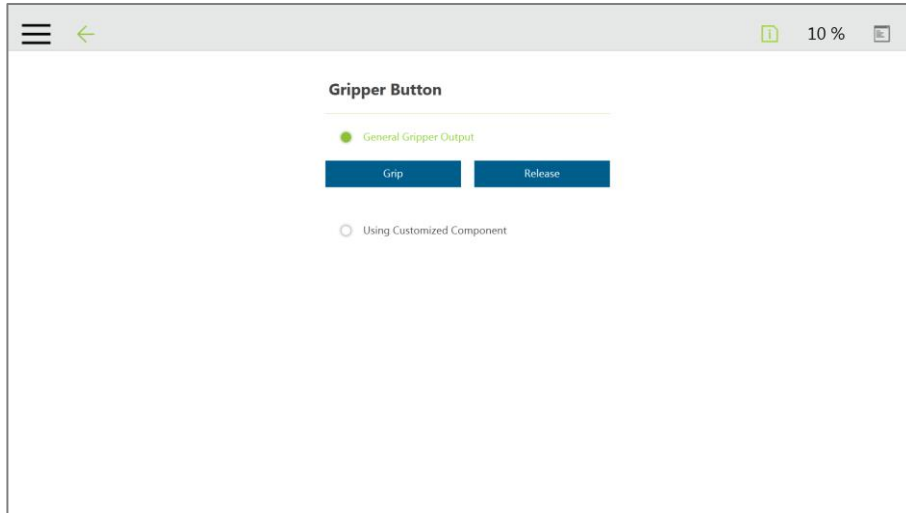 10 %
Gripper Button
General Gripper Output
Grip Release
Using Customized Component